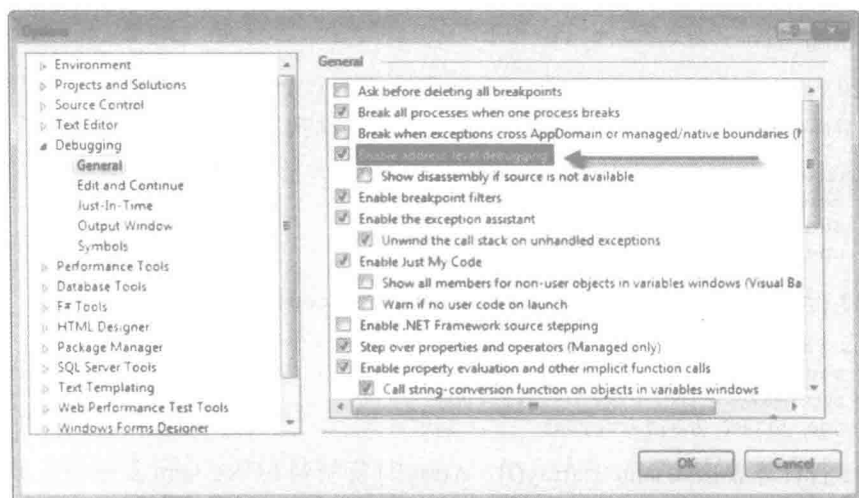 Options
Environment
Projects and Solutions
Source Control
Text Editor
Debugging
General
Edit and Continue
Just-In-Time
Output Window
Symbols
Performance Tools
Database Tools
F# Tools
HTML Designer
Package Manager
SQL Server Tools
Text Templating
Web Performance Test Tools
Windows Forms Designer
General
Ask before deleting all breakpoints
Break all processes when one process breaks
Break when exceptions cross AppDomain or managed/native boundaries (
Enable address level debugging
Show disassembly if source is not available
Enable breakpoint filters
Enable the exception assistant
Unwind the call stack on unhandled exceptions
Enable Just My Code
Show all members for non-user objects in variables windows (Visual Ba
Warn if no user code on launch
Enable .NET Framework source stepping
Step over properties and operators (Managed only)
Enable property evaluation and other implicit function calls
Call string-conversion function on objects in variables windows
OK
Cancel